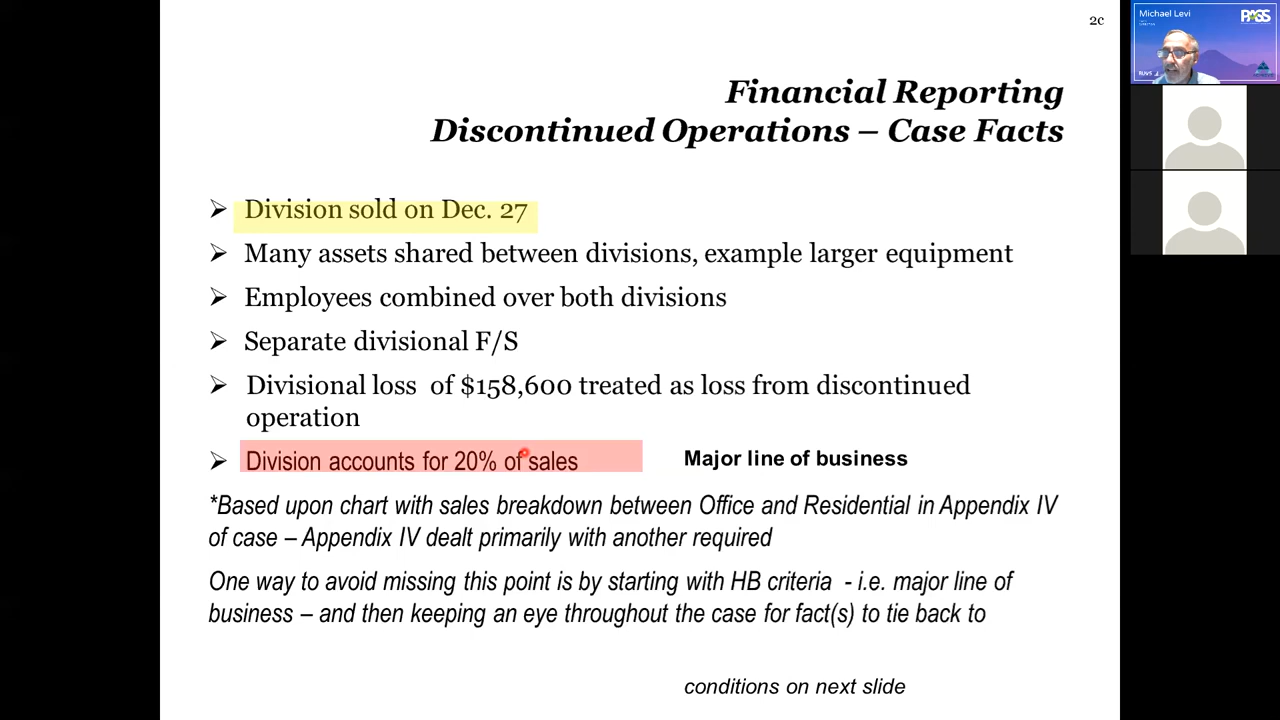 2c
Michael Levi
PASS
Financial Reporting
Discontinued Operations – Case Facts
➢ Division sold on Dec. 27
➢ Many assets shared between divisions, example larger equipment
➢ Employees combined over both divisions
➢ Separate divisional F/S
➢ Divisional loss of $158,600 treated as loss from discontinued
operation
➢ Division accounts for 20% of sales
Major line of business
*Based upon chart with sales breakdown between Office and Residential in Appendix IV
of case – Appendix IV dealt primarily with another required
One way to avoid missing this point is by starting with HB criteria - i.e. major line of
business – and then keeping an eye throughout the case for fact(s) to tie back to
conditions on next slide